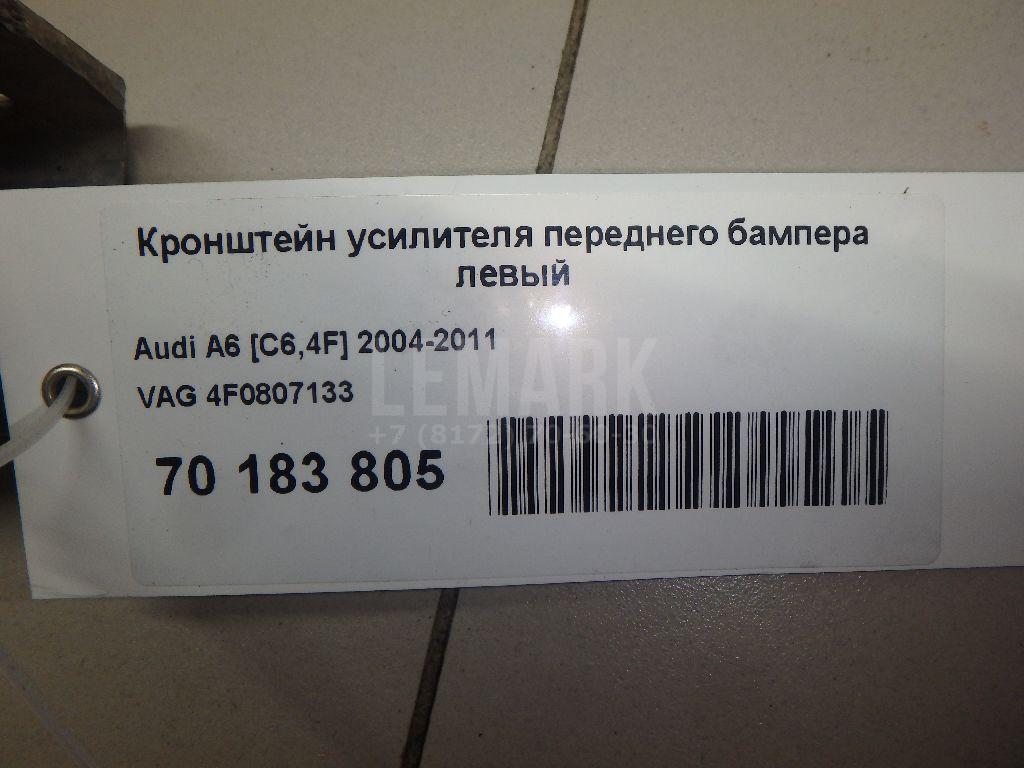 Кронштейн усилителя переднего бампера
левый
Audi A6 [C6,4F] 2004-2011
VAG 4F0807133
LEMARK
70 183 805